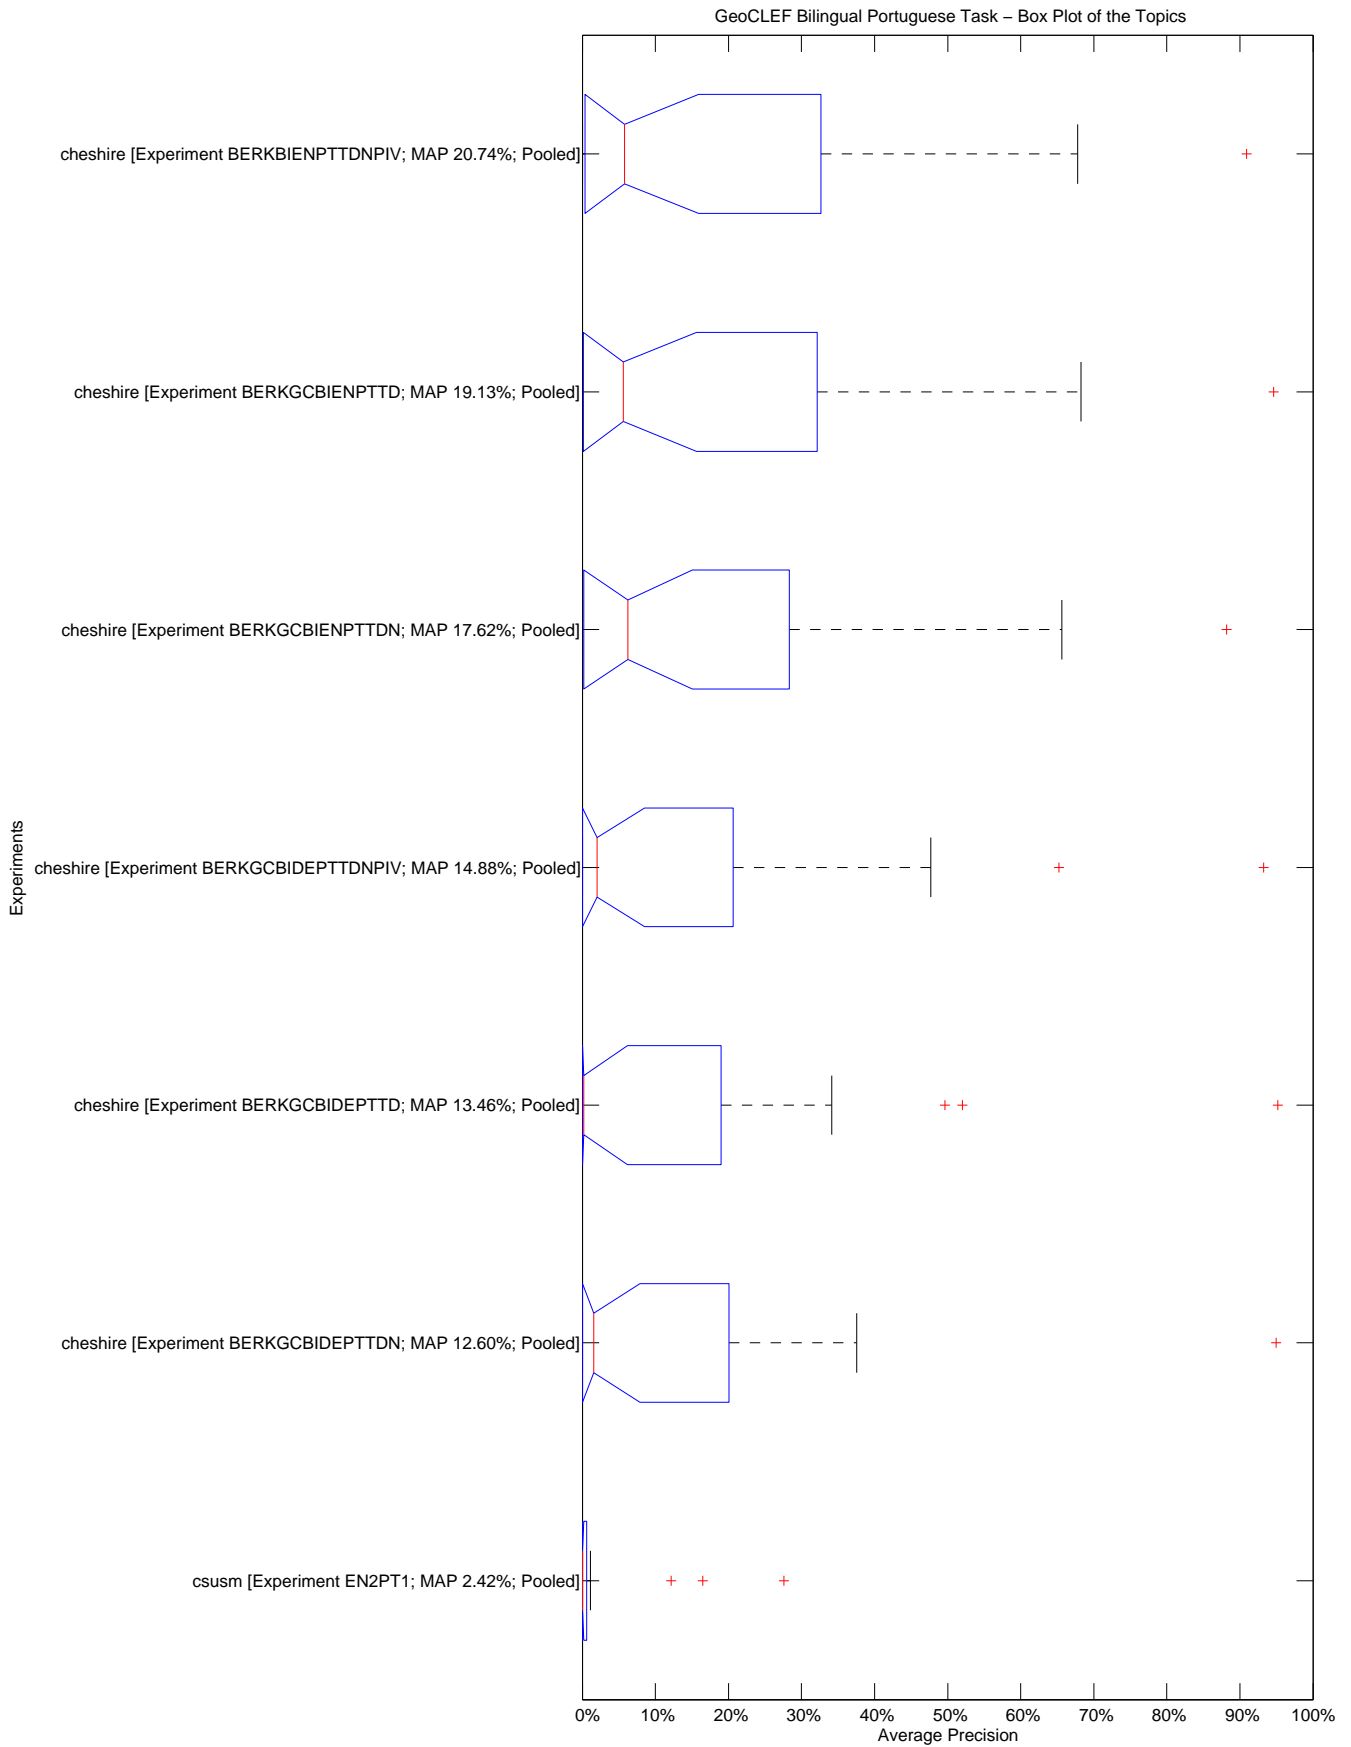 GeoCLEF Bilingual Portuguese Task – Box Plot of the Topics
cheshire [Experiment BERKBIENPTTDNPIV; MAP 20.74%; Pooled]
cheshire [Experiment BERKGCBIENPTTD; MAP 19.13%; Pooled]
cheshire [Experiment BERKGCBIENPTTDN; MAP 17.62%; Pooled]
Experiments
cheshire [Experiment BERKGCBIDEPTTDNPIV; MAP 14.88%; Pooled]
cheshire [Experiment BERKGCBIDEPTTD; MAP 13.46%; Pooled]
cheshire [Experiment BERKGCBIDEPTTDN; MAP 12.60%; Pooled]
csusm [Experiment EN2PT1; MAP 2.42%; Pooled]
0% 10% 20% 30% 40% 50% 60% 70% 80% 90% 100%
Average Precision